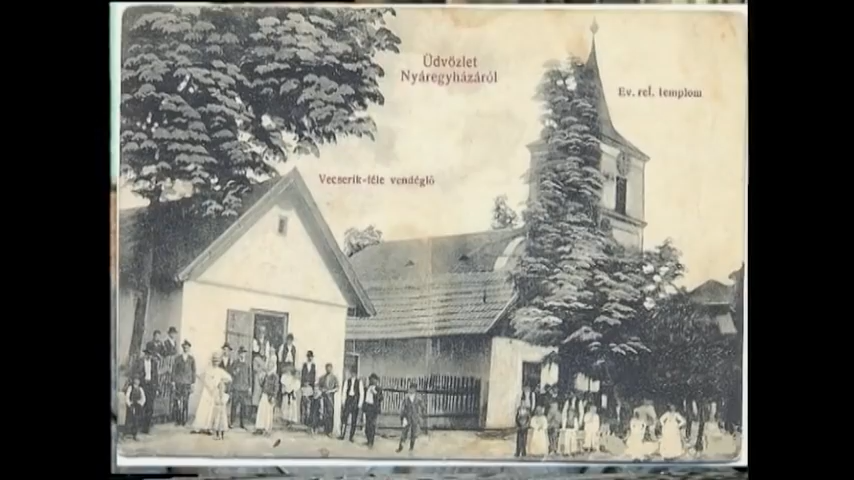 Üdvözlet
Nyáregyházáról
Ev. ref. templom
Vecserik-féle vendéglő